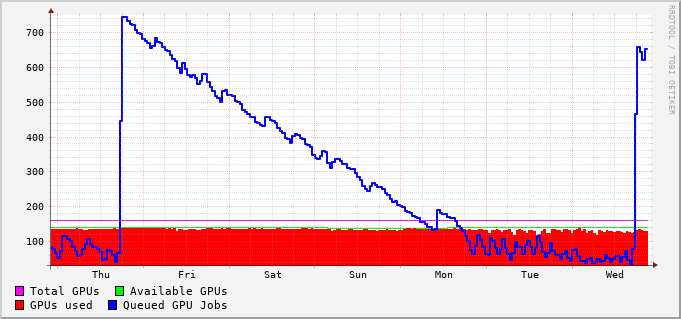 RRDTOOL / TOBI OETIKER
700
600
500
400
300
200
100
Thu Fri Sat Sun Mon Tue Wed
Total GPUs Available GPUs
GPUs used Queued GPU Jobs